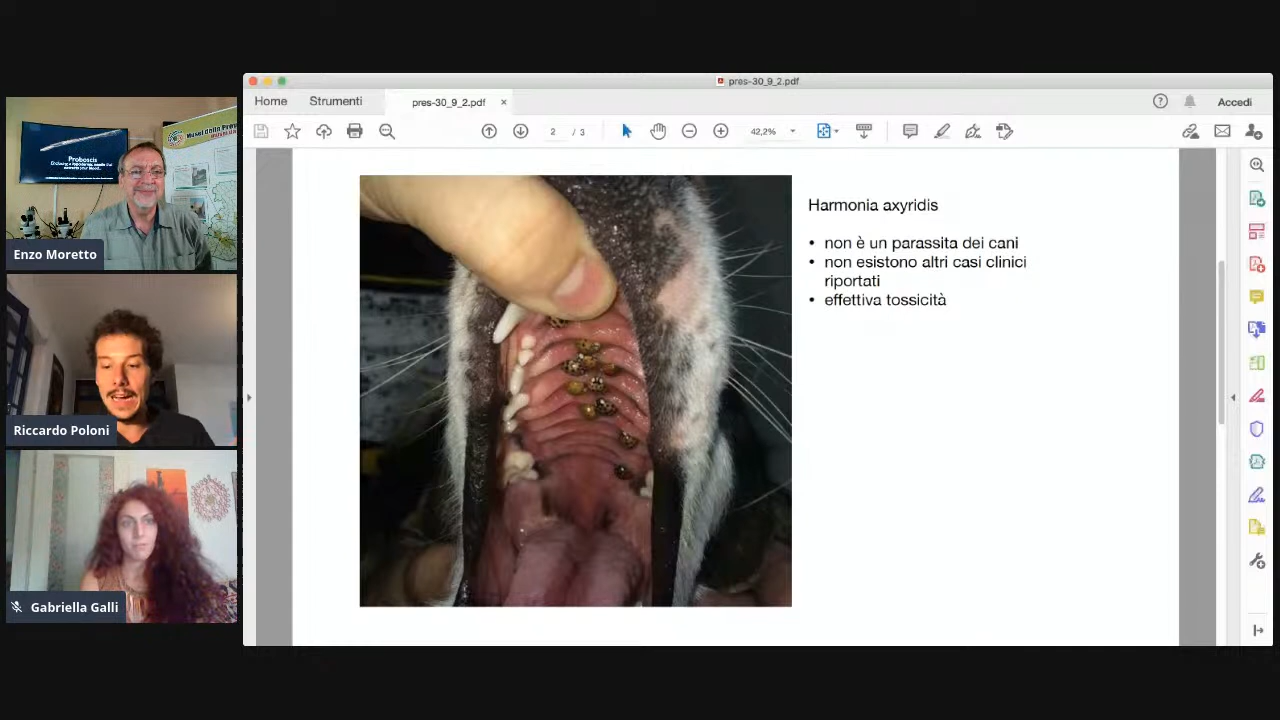 pres-30_9_2.pdf
Home
Strumenti
pres-30_9_2.pdf
Accedi
2 / 3
42,2%
Proboscis
Enzo Moretto
Riccardo Poloni
Gabriella Galli
Harmonia axyridis
• non è un parassita dei cani
• non esistono altri casi clinici
riportati
• effettiva tossicità